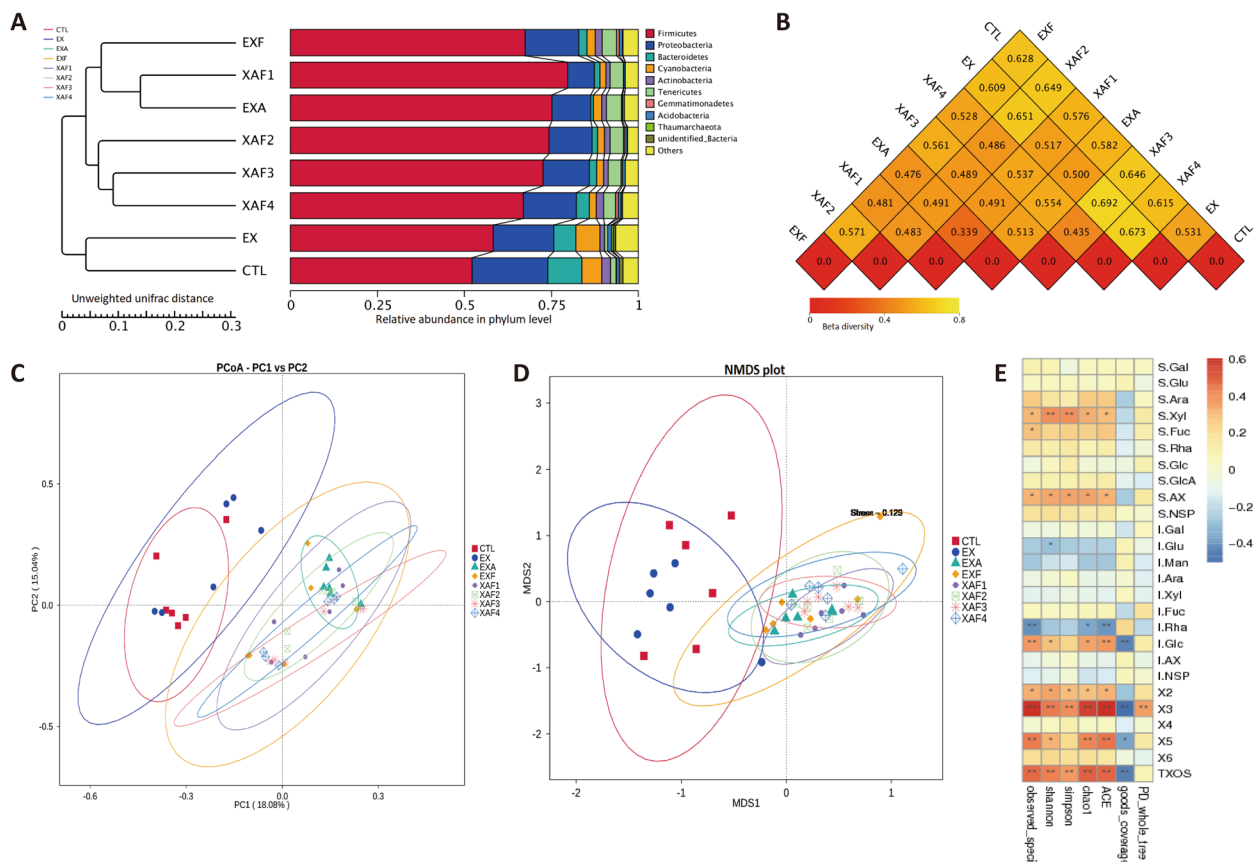 A
CTL
EX
EXA
EXF
XAF1
XAF2
XAF3
XAF4
EXF
XAF1
EXA
XAF2
XAF3
XAF4
EX
CTL
Unweighted unifrac distance
0 0.1 0.2 0.3
0 0.25 0.5 0.75 1
Relative abundance in phylum level
Firmicutes
Proteobacteria
Bacteroidetes
Cyanobacteria
Actinobacteria
Tenericutes
Gemmatimonadetes
Acidobacteria
Thaumarchaeota
unidentified_Bacteria
Others
B
CTL EXF
EX 0.628 XAF2
XAF4 0.609 0.649 XAF1
XAF3 0.528 0.651 0.576 EXA
EXA 0.561 0.486 0.517 0.582 XAF3
XAF1 0.476 0.489 0.537 0.500 0.646 XAF4
XAF2 0.481 0.491 0.491 0.554 0.692 0.615 EX
EXF 0.571 0.483 0.339 0.513 0.435 0.673 0.531 CTL
0.0 0.0 0.0 0.0 0.0 0.0 0.0 0.0
0 0.4 0.8
Beta diversity
C
PCoA - PC1 vs PC2
PC2 ( 15.04% )
0.5
0.0
-0.5
-0.6 -0.3 0.0 0.3
PC1 ( 18.08% )
CTL
EX
EXA
EXF
XAF1
XAF2
XAF3
XAF4
D
NMDS plot
Stress = 0.129
MDS2
3
2
1
0
-1
-2
-2 -1 0 1
MDS1
CTL
EX
EXA
EXF
XAF1
XAF2
XAF3
XAF4
E
S.Gal
S.Glu
S.Ara
* ** ** * * S.Xyl
* S.Fuc
S.Rha
S.Glc
S.GlcA
* * * * * S.AX
S.NSP
I.Gal
* I.Glu
I.Man
I.Ara
I.Xyl
I.Fuc
** * ** I.Rha
** * * ** ** I.Glc
I.AX
I.NSP
* * * * * X2
** ** ** ** ** ** ** X3
X4
** * ** ** * X5
X6
** ** ** ** ** ** TXOS
observed_speci
shannon
simpson
chao1
ACE
goods_coverage
PD_whole_tree
0.6
0.4
0.2
0
-0.2
-0.4